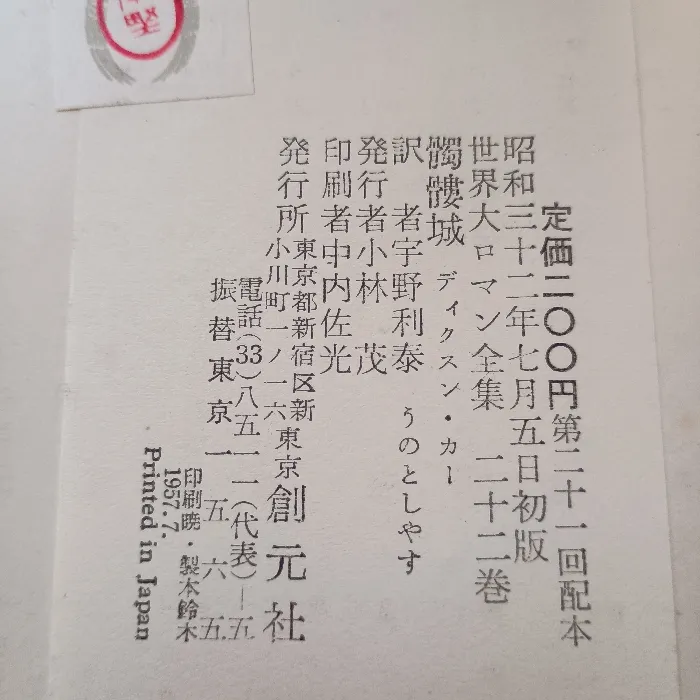 定価二〇〇円 第二十一回配本
昭和三十二年七月五日初版
世界大ロマン全集 二十二巻
髑髏城 ディクスン・カー
訳者宇野利泰 うのとしやす
発行者小林茂
印刷者中内佐光
発行所 東京都新宿区新
小川町一ノ一六 東京創元社
電話(33)八五一一(代表)―五
振替東京一五六五
印刷暁・製本鈴木
1957.7.
Printed in Japan